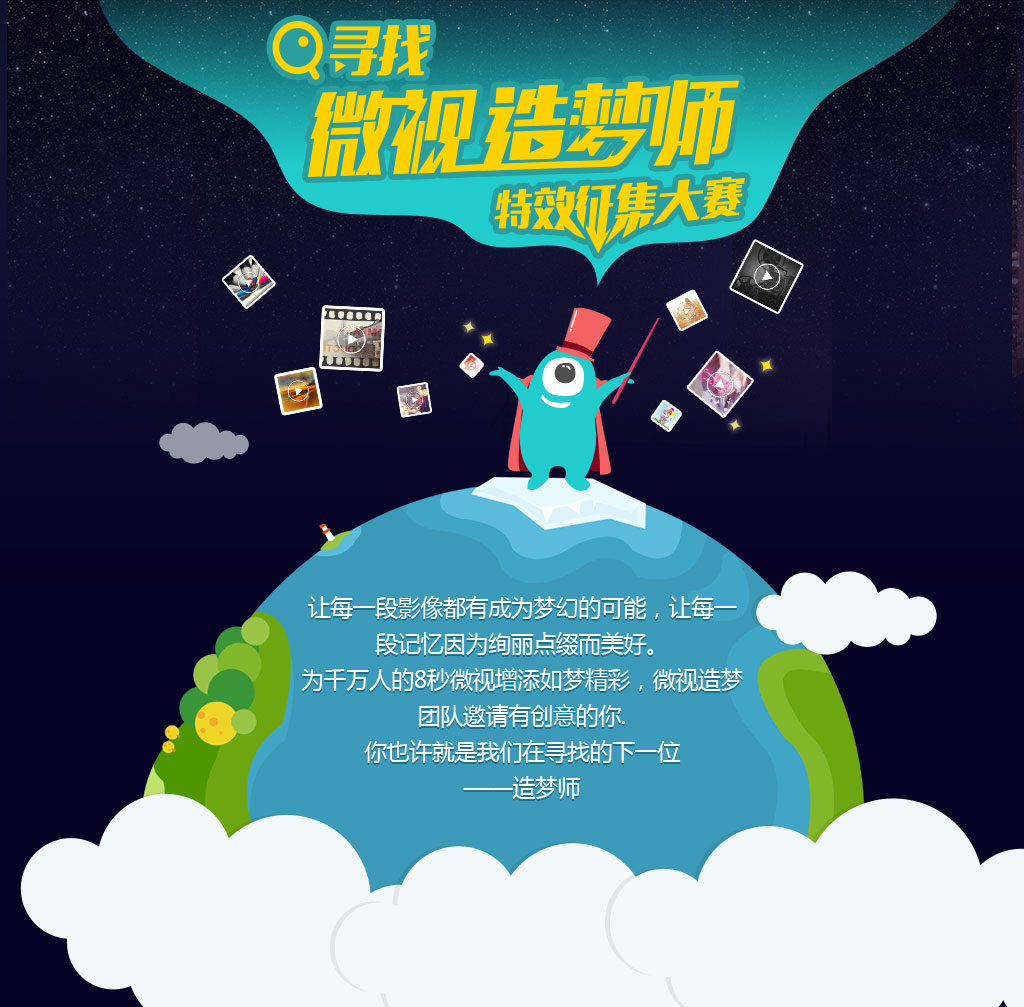 寻找
微视造梦师
特效征集大赛
让每一段影像都有成为梦幻的可能，让每一
段记忆因为绚丽点缀而美好。
为千万人的8秒微视增添如梦精彩，微视造梦
团队邀请有创意的你.
你也许就是我们在寻找的下一位
——造梦师